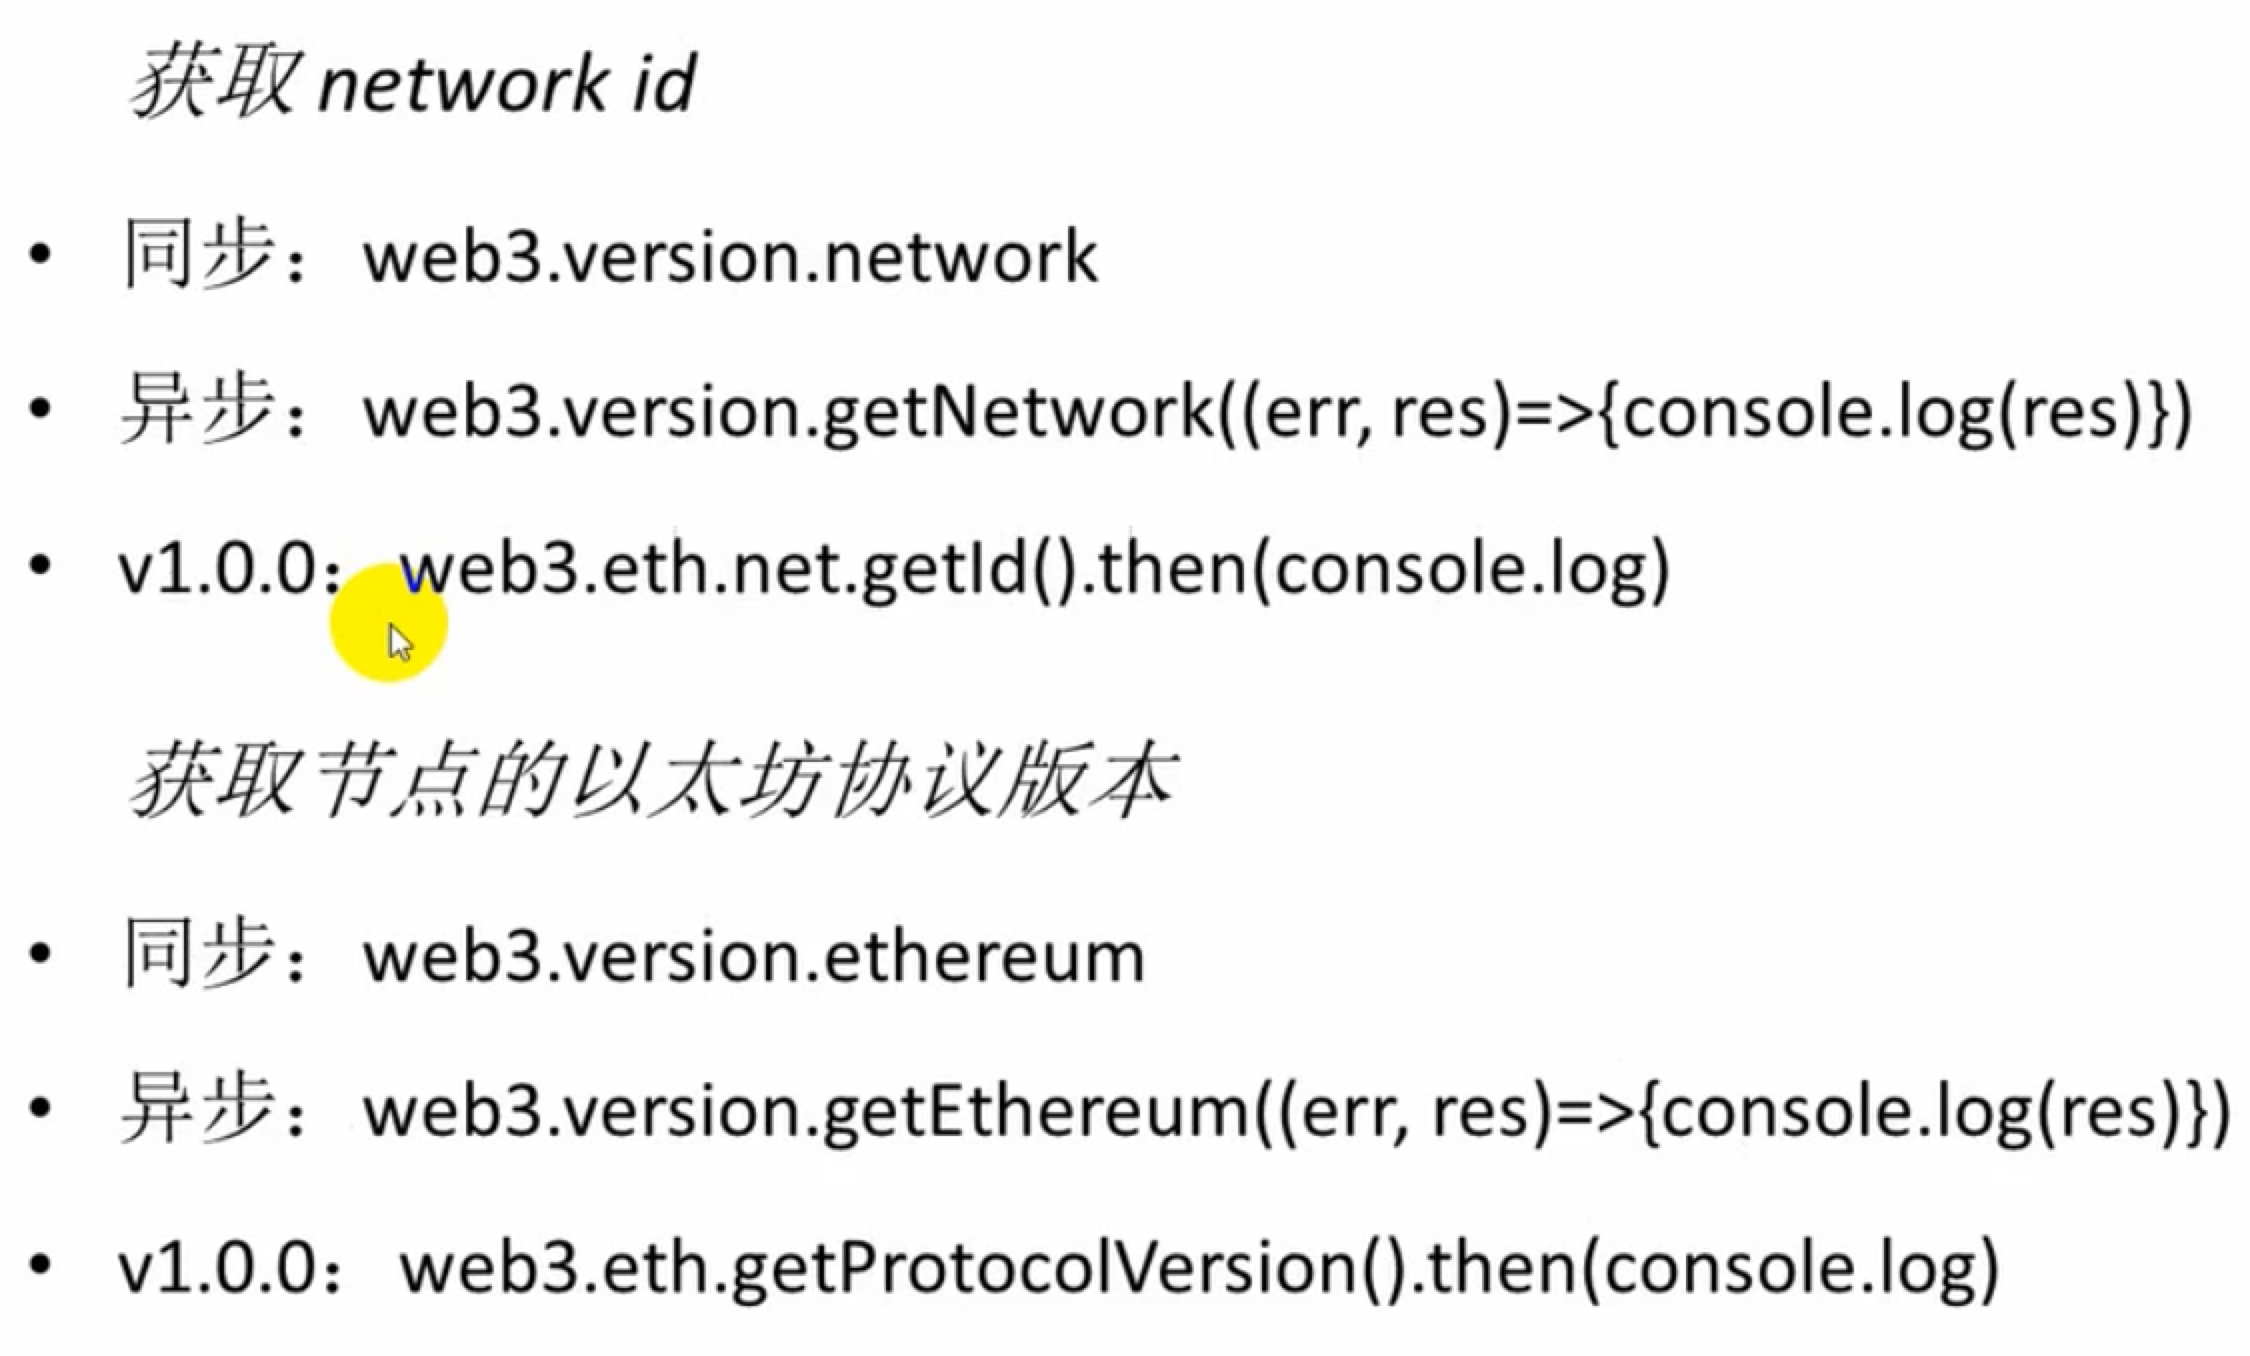 获取 network id
• 同步： web3.version.network
• 异步： web3.version.getNetwork((err, res)=>{console.log(res)})
• v1.0.0： web3.eth.net.getId().then(console.log)
获取节点的以太坊协议版本
• 同步： web3.version.ethereum
• 异步： web3.version.getEthereum((err, res)=>{console.log(res)})
• v1.0.0： web3.eth.getProtocolVersion().then(console.log)